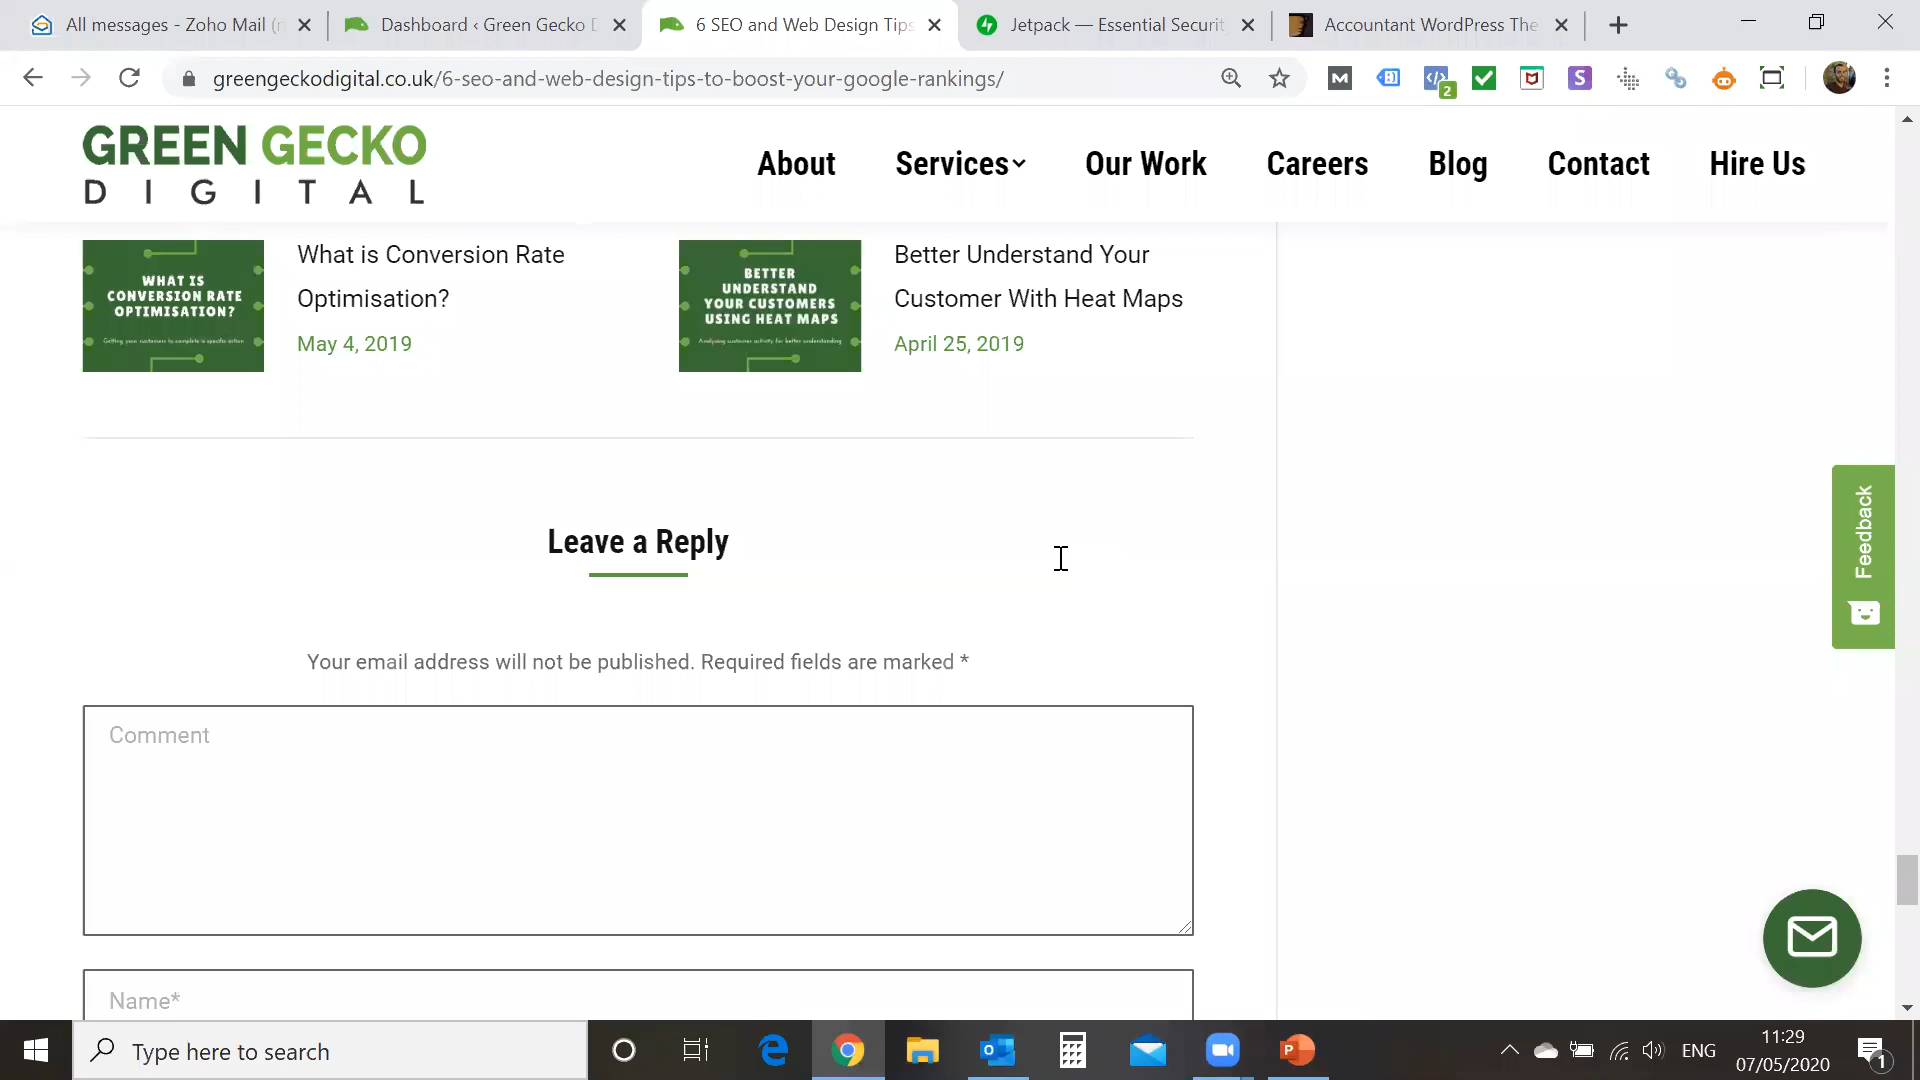 All messages - Zoho Mail (n
Dashboard ‹ Green Gecko D
6 SEO and Web Design Tips
Jetpack — Essential Securit
Accountant WordPress The
greengeckodigital.co.uk/6-seo-and-web-design-tips-to-boost-your-google-rankings/
2
GREEN GECKO
DIGITAL
About
Services
Our Work
Careers
Blog
Contact
Hire Us
WHAT IS
CONVERSION RATE
OPTIMISATION?
Getting your customers to complete a specific action
What is Conversion Rate
Optimisation?
May 4, 2019
BETTER
UNDERSTAND
YOUR CUSTOMERS
USING HEAT MAPS
Analysing customer activity for better understanding
Better Understand Your
Customer With Heat Maps
April 25, 2019
Feedback
Leave a Reply
Your email address will not be published. Required fields are marked *
Comment
Name*
Type here to search
ENG
11:29
07/05/2020
1